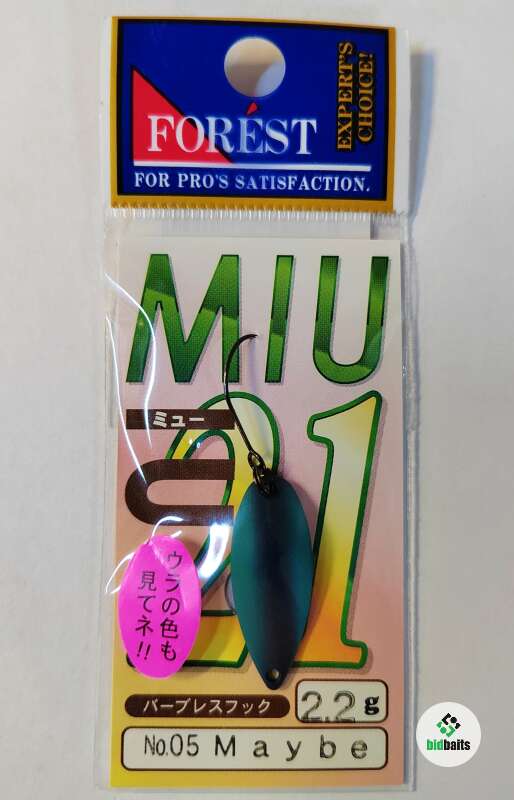 EXPERT'S
CHOICE!
FORÉST
FOR PRO'S SATISFACTION.
MIU
ミュー
21
ウラの色も
見てネ!!
バーブレスフック
2.2g
No.05 Maybe
bidbaits